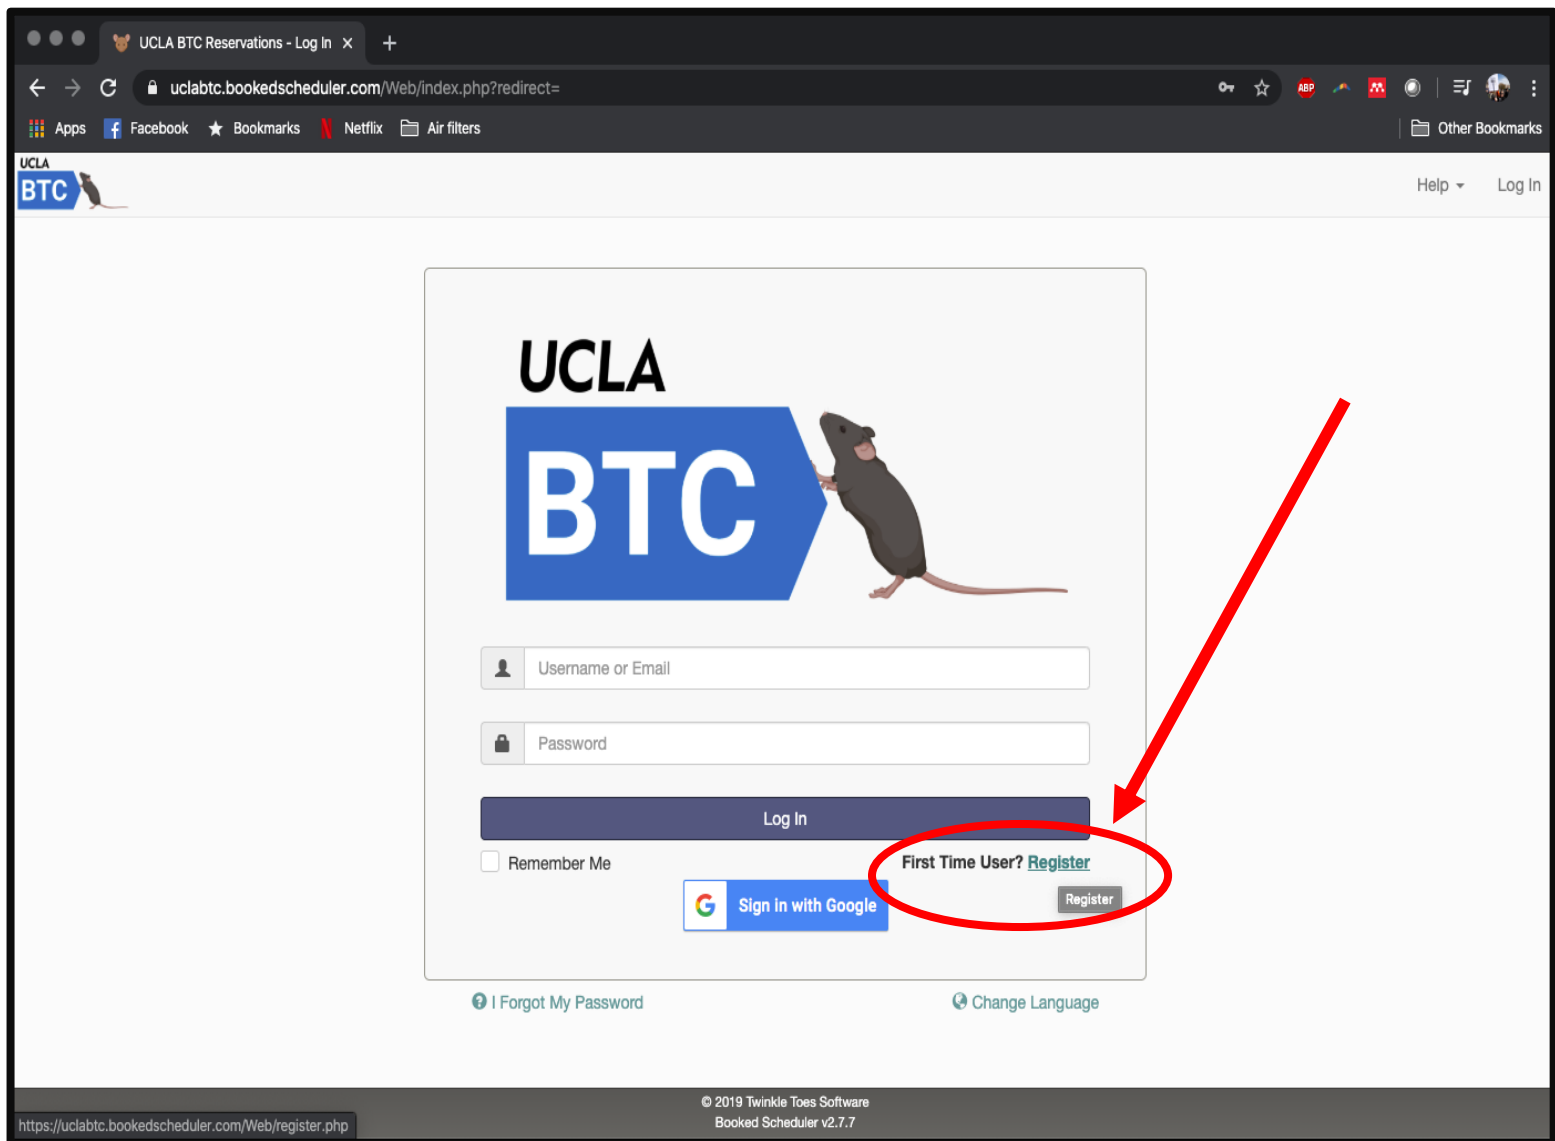 UCLA BTC Reservations - Log In
uclabtc.bookedscheduler.com/Web/index.php?redirect=
ABP
Apps Facebook Bookmarks Netflix Air filters Other Bookmarks
UCLA
BTC
Help Log In
UCLA
BTC
Username or Email
Password
Log In
Remember Me First Time User? Register
Register
Sign in with Google
I Forgot My Password Change Language
© 2019 Twinkle Toes Software
Booked Scheduler v2.7.7
https://uclabtc.bookedscheduler.com/Web/register.php